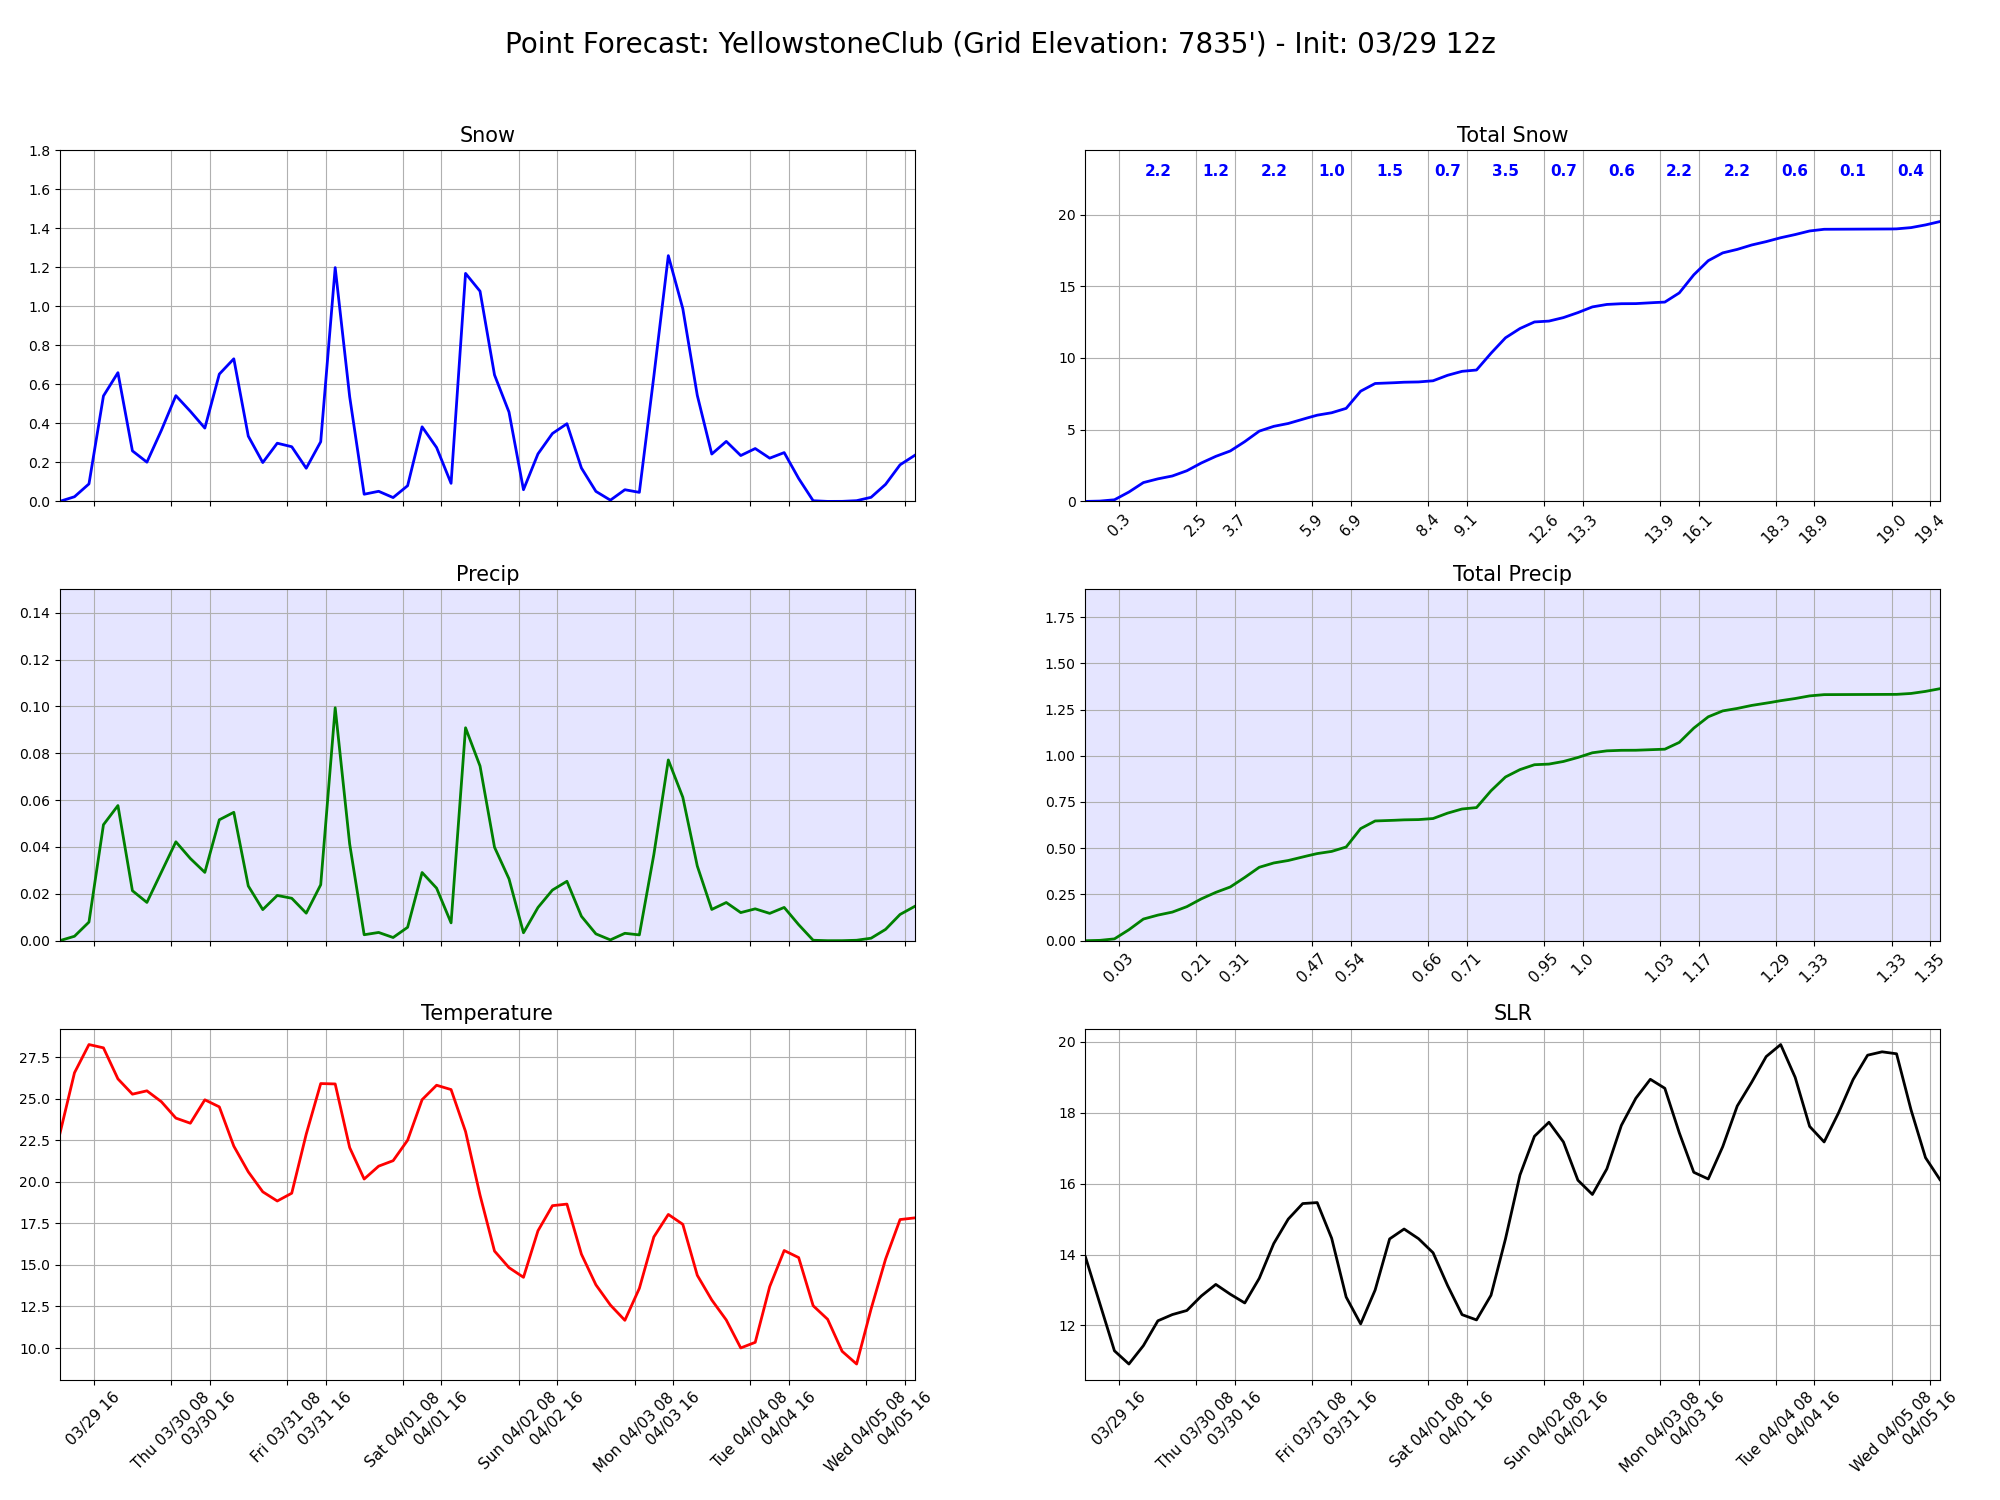 Point Forecast: YellowstoneClub (Grid Elevation: 7835') - Init: 03/29 12z
Snow
1.8
1.6
1.4
1.2
1.0
0.8
0.6
0.4
0.2
0.0
Total Snow
2.2 1.2 2.2 1.0 1.5 0.7 3.5 0.7 0.6 2.2 2.2 0.6 0.1 0.4
20
15
10
5
0
0.3 2.5 3.7 5.9 6.9 8.4 9.1 12.6 13.3 13.9 16.1 18.3 18.9 19.0 19.4
Precip
0.14
0.12
0.10
0.08
0.06
0.04
0.02
0.00
Total Precip
1.75
1.50
1.25
1.00
0.75
0.50
0.25
0.00
0.03 0.21 0.31 0.47 0.54 0.66 0.71 0.95 1.0 1.03 1.17 1.29 1.33 1.33 1.35
Temperature
27.5
25.0
22.5
20.0
17.5
15.0
12.5
10.0
03/29 16
Thu 03/30 08
03/30 16
Fri 03/31 08
03/31 16
Sat 04/01 08
04/01 16
Sun 04/02 08
04/02 16
Mon 04/03 08
04/03 16
Tue 04/04 08
04/04 16
Wed 04/05 08
04/05 16
SLR
20
18
16
14
12
03/29 16
Thu 03/30 08
03/30 16
Fri 03/31 08
03/31 16
Sat 04/01 08
04/01 16
Sun 04/02 08
04/02 16
Mon 04/03 08
04/03 16
Tue 04/04 08
04/04 16
Wed 04/05 08
04/05 16